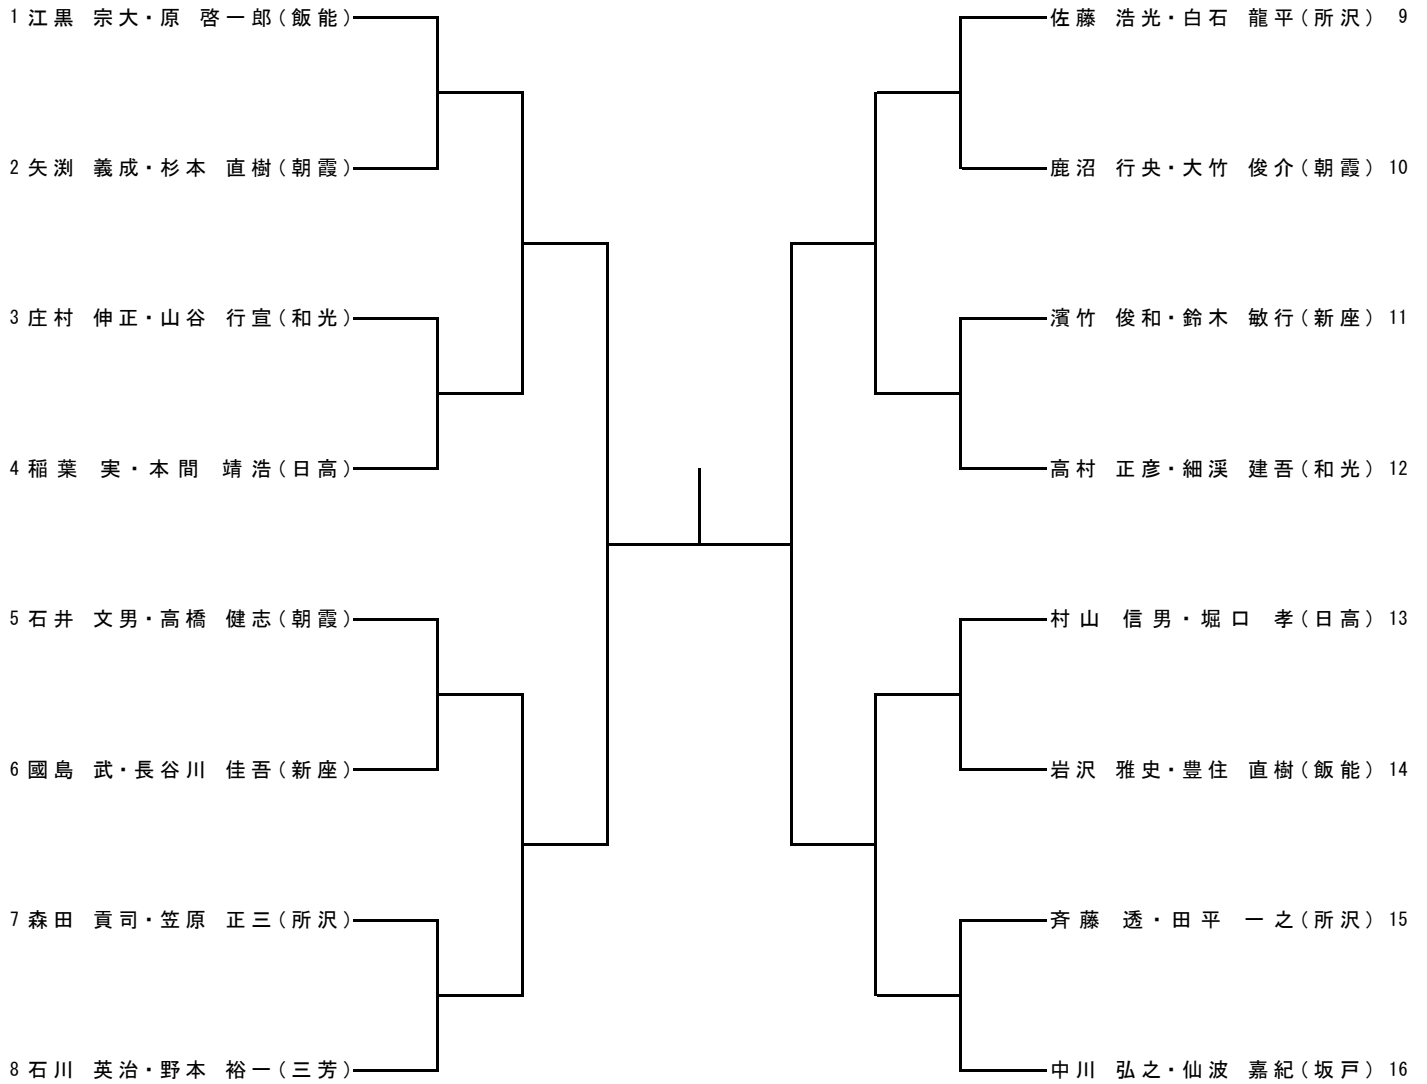 1 江黒 宗大・原 啓一郎(飯能)
2 矢渕 義成・杉本 直樹(朝霞)
3 庄村 伸正・山谷 行宣(和光)
4 稲葉 実・本間 靖浩(日高)
5 石井 文男・高橋 健志(朝霞)
6 國島 武・長谷川 佳吾(新座)
7 森田 貢司・笠原 正三(所沢)
8 石川 英治・野本 裕一(三芳)
佐藤 浩光・白石 龍平(所沢) 9
鹿沼 行央・大竹 俊介(朝霞) 10
濱竹 俊和・鈴木 敏行(新座) 11
高村 正彦・細渓 建吾(和光) 12
村山 信男・堀口 孝(日高) 13
岩沢 雅史・豊住 直樹(飯能) 14
斉藤 透・田平 一之(所沢) 15
中川 弘之・仙波 嘉紀(坂戸) 16